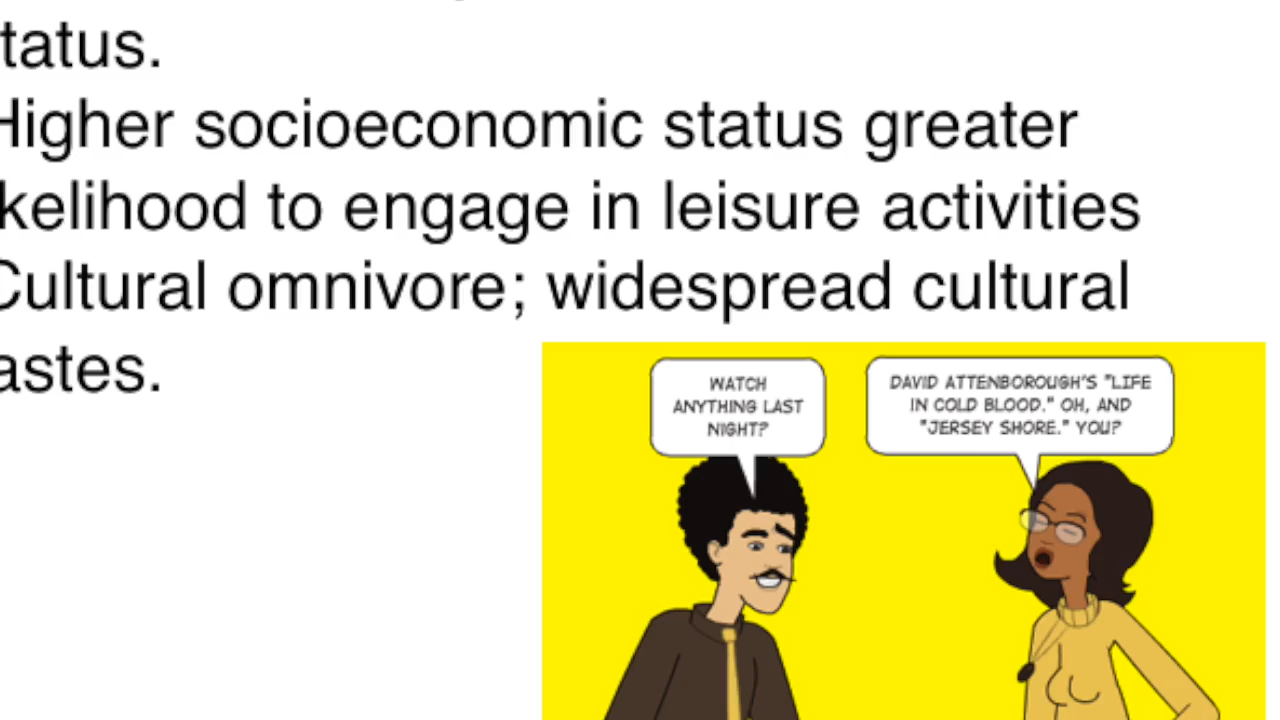 tatus.
Higher socioeconomic status greater
kelihood to engage in leisure activities
Cultural omnivore; widespread cultural
astes.
WATCH
ANYTHING LAST
NIGHT?
DAVID ATTENBOROUGH'S "LIFE
IN COLD BLOOD." OH, AND
"JERSEY SHORE." YOU?